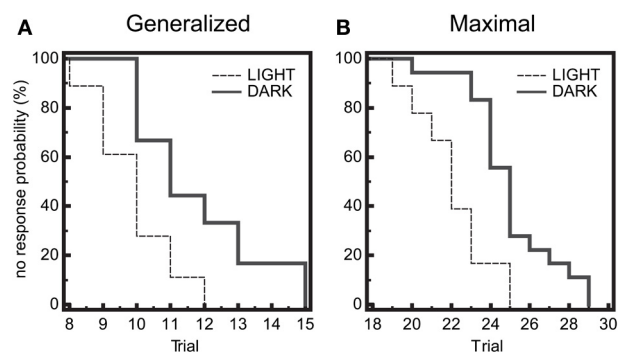 A Generalized
B Maximal
no response probability (%)
100
80
60
40
20
0
LIGHT
DARK
8 9 10 11 12 13 14 15
Trial
100
80
60
40
20
0
LIGHT
DARK
18 20 22 24 26 28 30
Trial